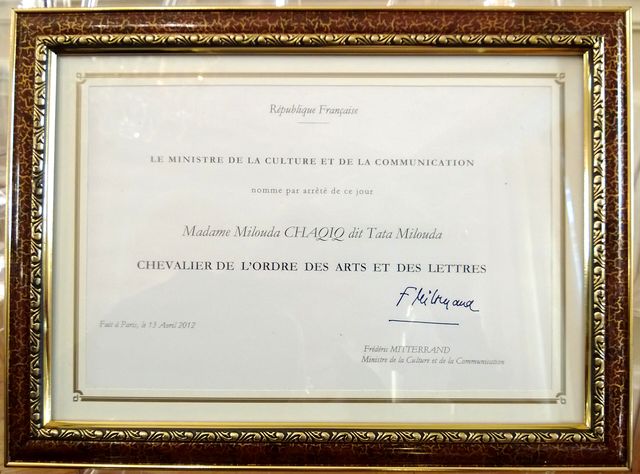 République Française
LE MINISTRE DE LA CULTURE ET DE LA COMMUNICATION
nomme par arrêté de ce jour
Madame Milouda CHAQIQ dit Tata Milouda
CHEVALIER DE L'ORDRE DES ARTS ET DES LETTRES
Fait à Paris, le 13 Avril 2012
Frédéric MITTERRAND
Ministre de la Culture et de la Communication